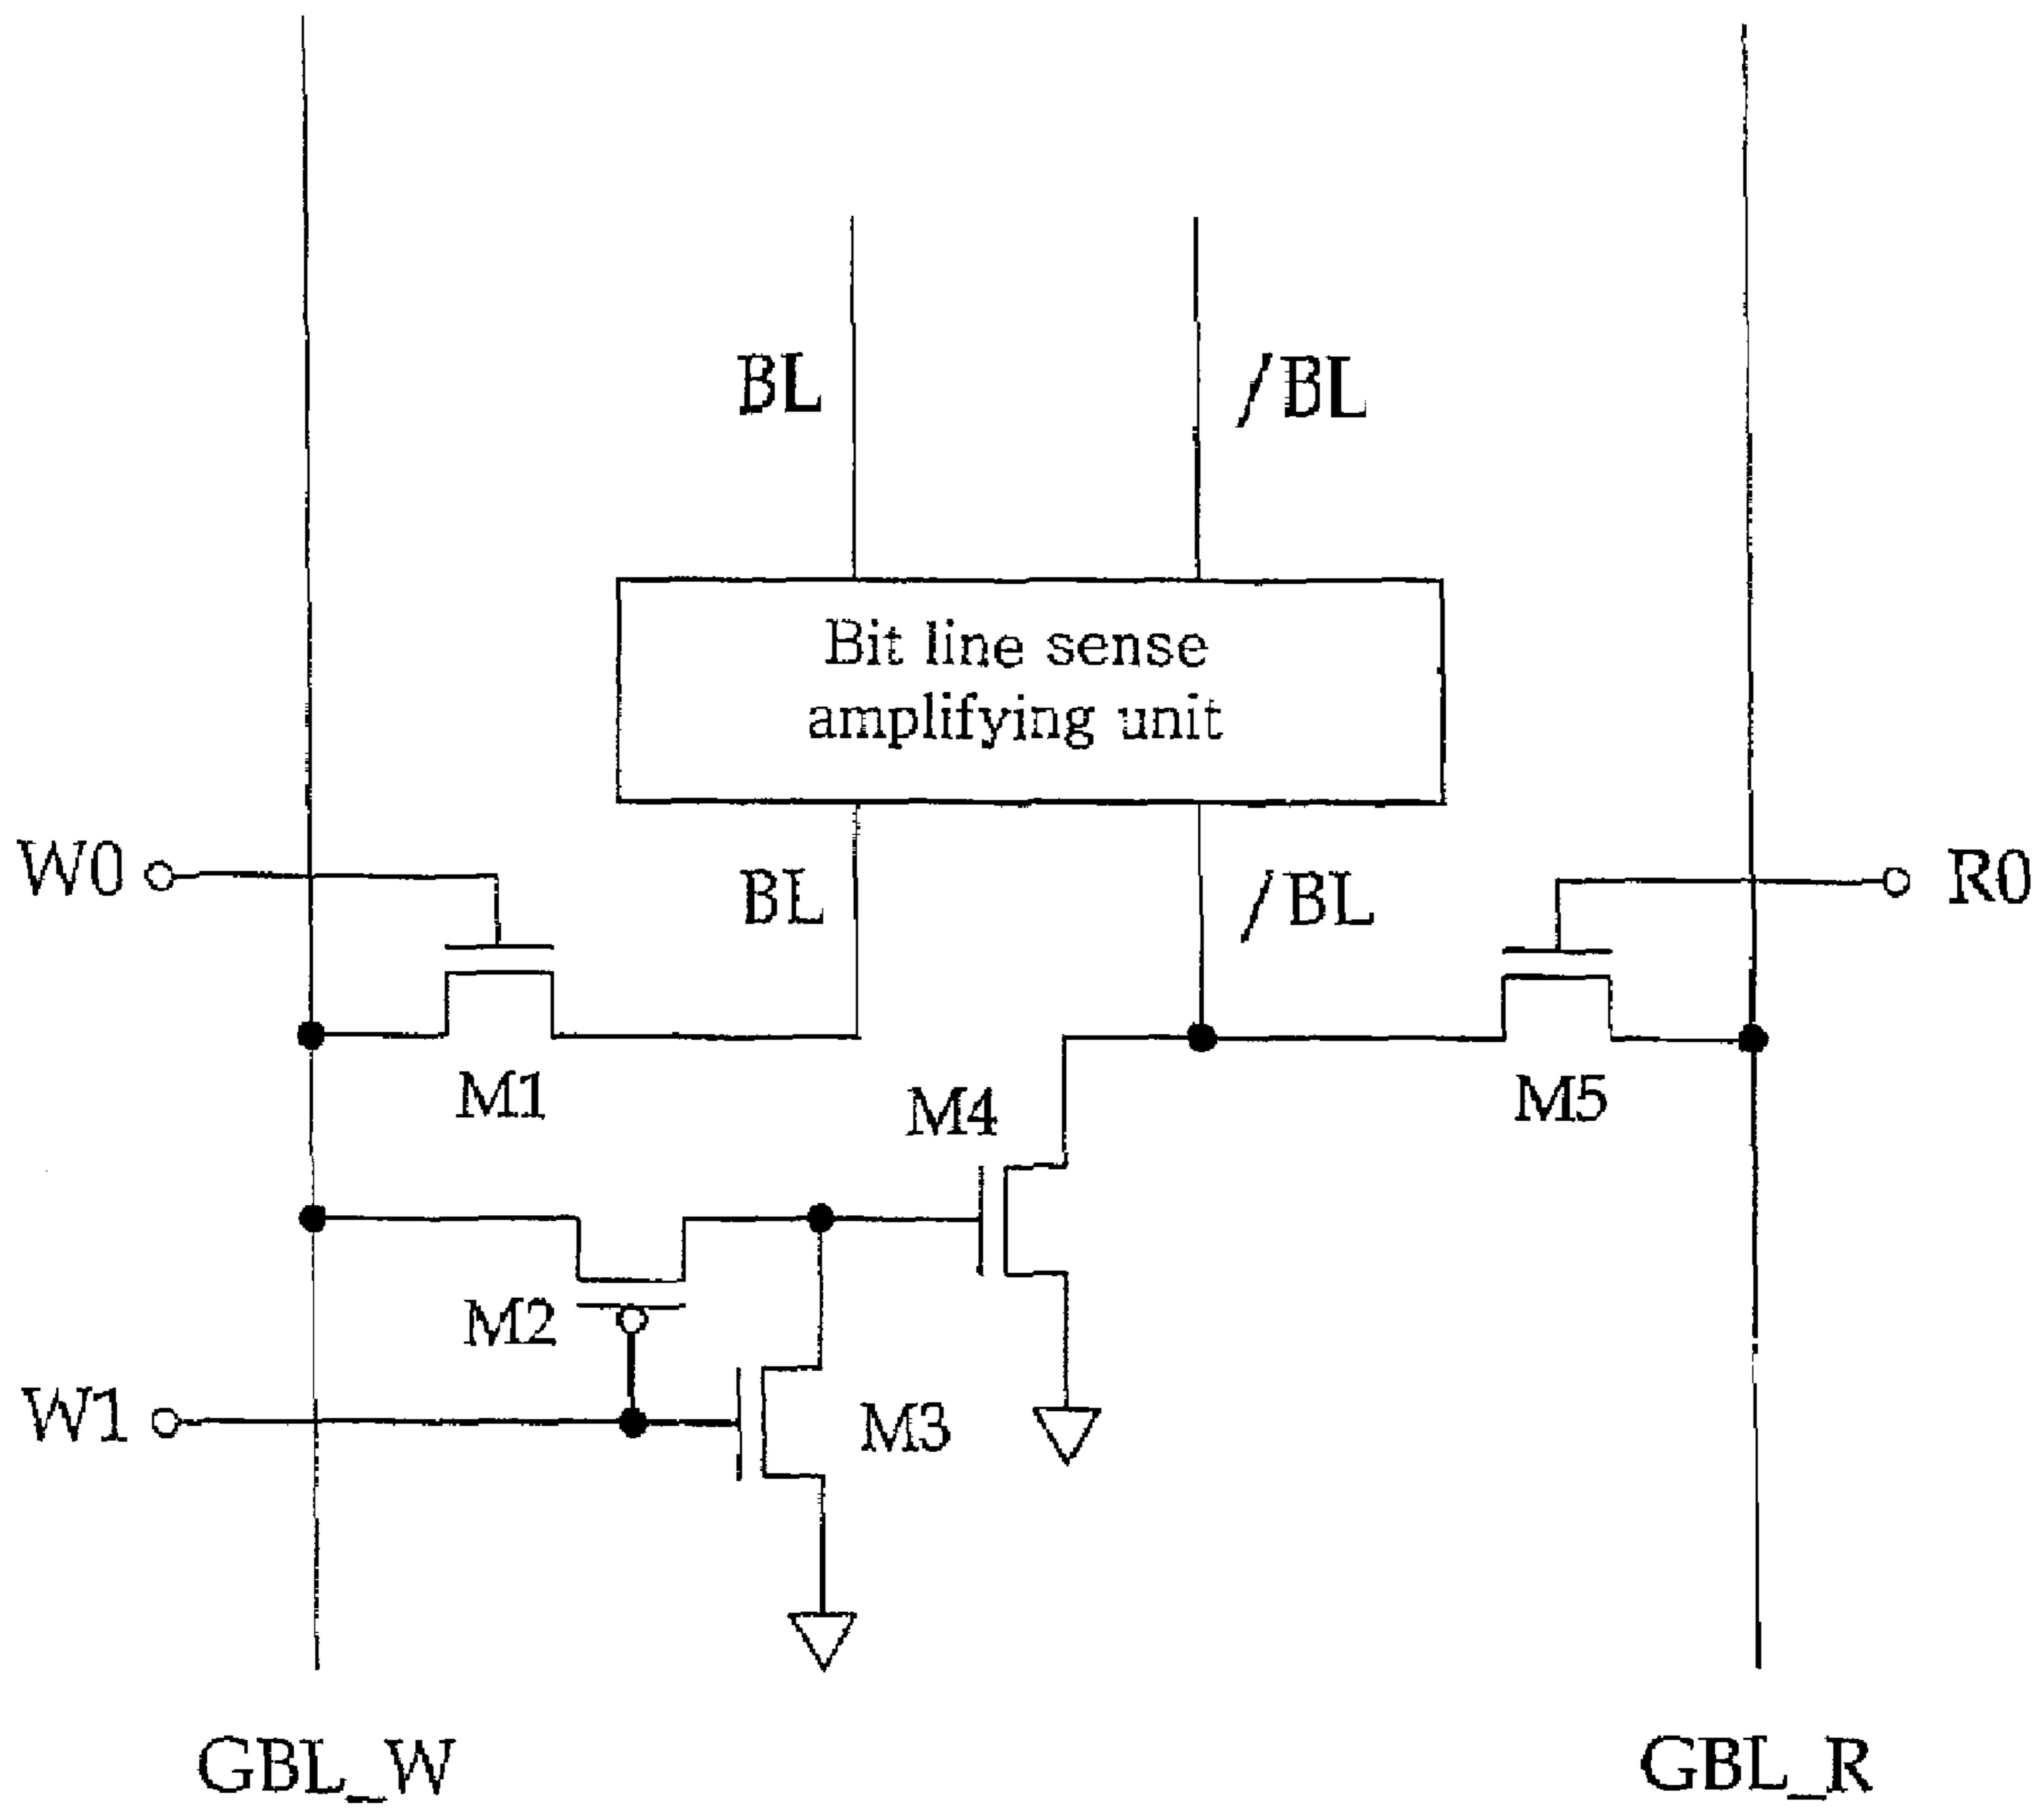 BL
/BL
Bit line sense
amplifying unit
W0
BL
/BL
R0
M1
M4
M5
M2
W1
M3
GBL_W
GBL_R